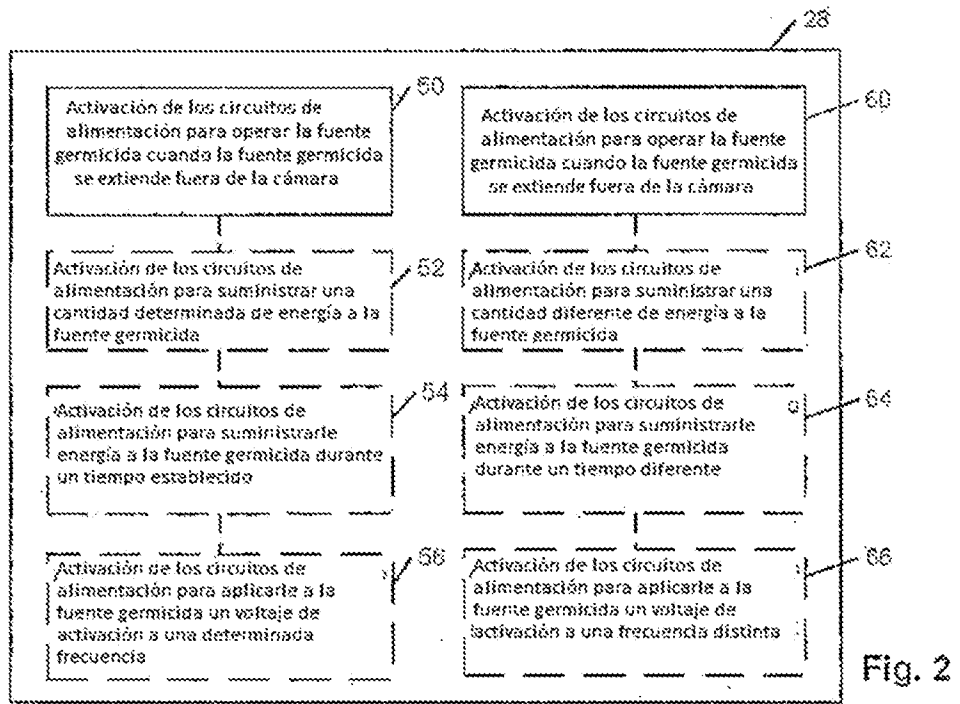 28
50
Activación de los circuitos de
alimentación para operar la fuente
germicida cuando la fuente germicida
se extiende fuera de la cámara
60
Activación de los circuitos de
alimentación para operar la fuente
germicida cuando la fuente germicida
se extiende fuera de la cámara
52
Activación de los circuitos de
alimentación para suministrar una
cantidad determinada de energía a la
fuente germicida
62
Activación de los circuitos de
alimentación para suministrar una
cantidad diferente de energía a la
fuente germicida
54
Activación de los circuitos de
alimentación para suministrarle
energía a la fuente germicida durante
un tiempo establecido
64
Activación de los circuitos de
alimentación para suministrarle
energía a la fuente germicida
durante un tiempo diferente
56
Activación de los circuitos de
alimentación para aplicarle a la
fuente germicida un voltaje de
activación a una determinada
frecuencia
66
Activación de los circuitos de
alimentación para aplicarle a la
fuente germicida un voltaje de
activación a una frecuencia distinta
Fig. 2